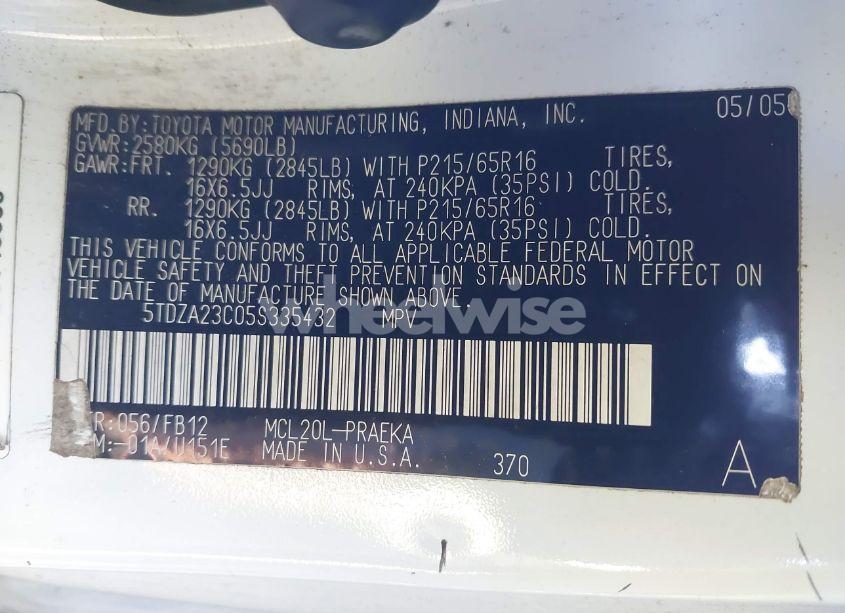 MFD.BY:TOYOTA MOTOR MANUFACTURING, INDIANA, INC. 05/05
GVWR:2580KG (5690LB)
GAWR:FRT. 1290KG (2845LB) WITH P215/65R16 TIRES,
16X6.5JJ RIMS, AT 240KPA (35PSI) COLD.
RR. 1290KG (2845LB) WITH P215/65R16 TIRES,
16X6.5JJ RIMS, AT 240KPA (35PSI) COLD.
THIS VEHICLE CONFORMS TO ALL APPLICABLE FEDERAL MOTOR
VEHICLE SAFETY AND THEFT PREVENTION STANDARDS IN EFFECT ON
THE DATE OF MANUFACTURE SHOWN ABOVE.
5TDZA23C05S335432 MPV
wheelwise
R:056/FB12 MCL20L-PRAEKA
M:-01A/U151E MADE IN U.S.A. 370 A